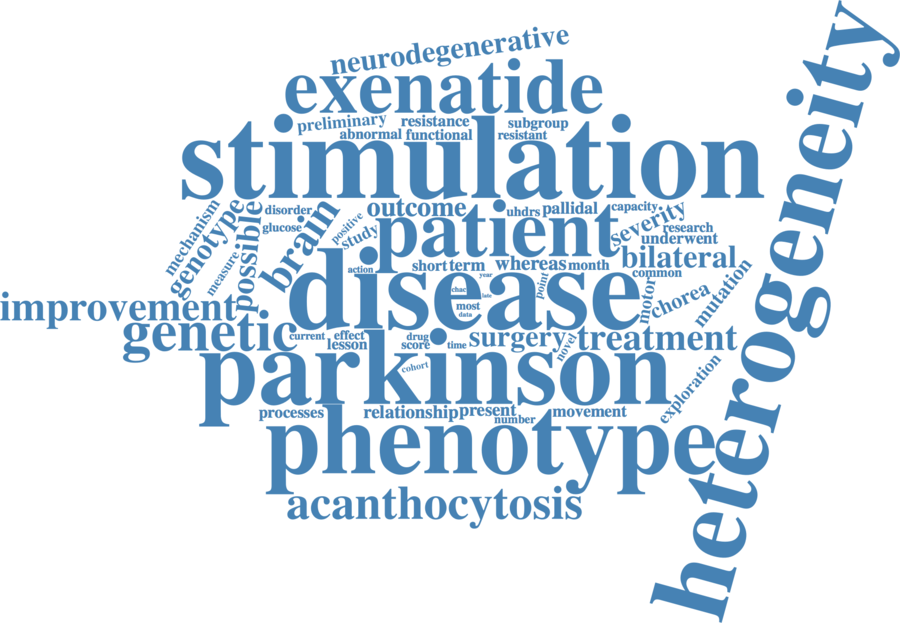 neurodegenerative
exenatide
preliminary
resistance
subgroup
abnormal
functional
resistant
stimulation
heterogeneity
mechanism
genotype
measure
possible
disorder
glucose
brain
positive
study
outcome
uhdrs
pallidal
capacity
severity
research
underwent
patient
bilateral
action
short
term
whereas
month
common
year
disease
chac
late
most
data
point
motor
chorea
mutation
improvement
genetic
current
effect
lesson
drug
score
time
surgery
novel
treatment
parkinson
cohort
exploration
processes
relationship
present
number
movement
phenotype
acanthocytosis